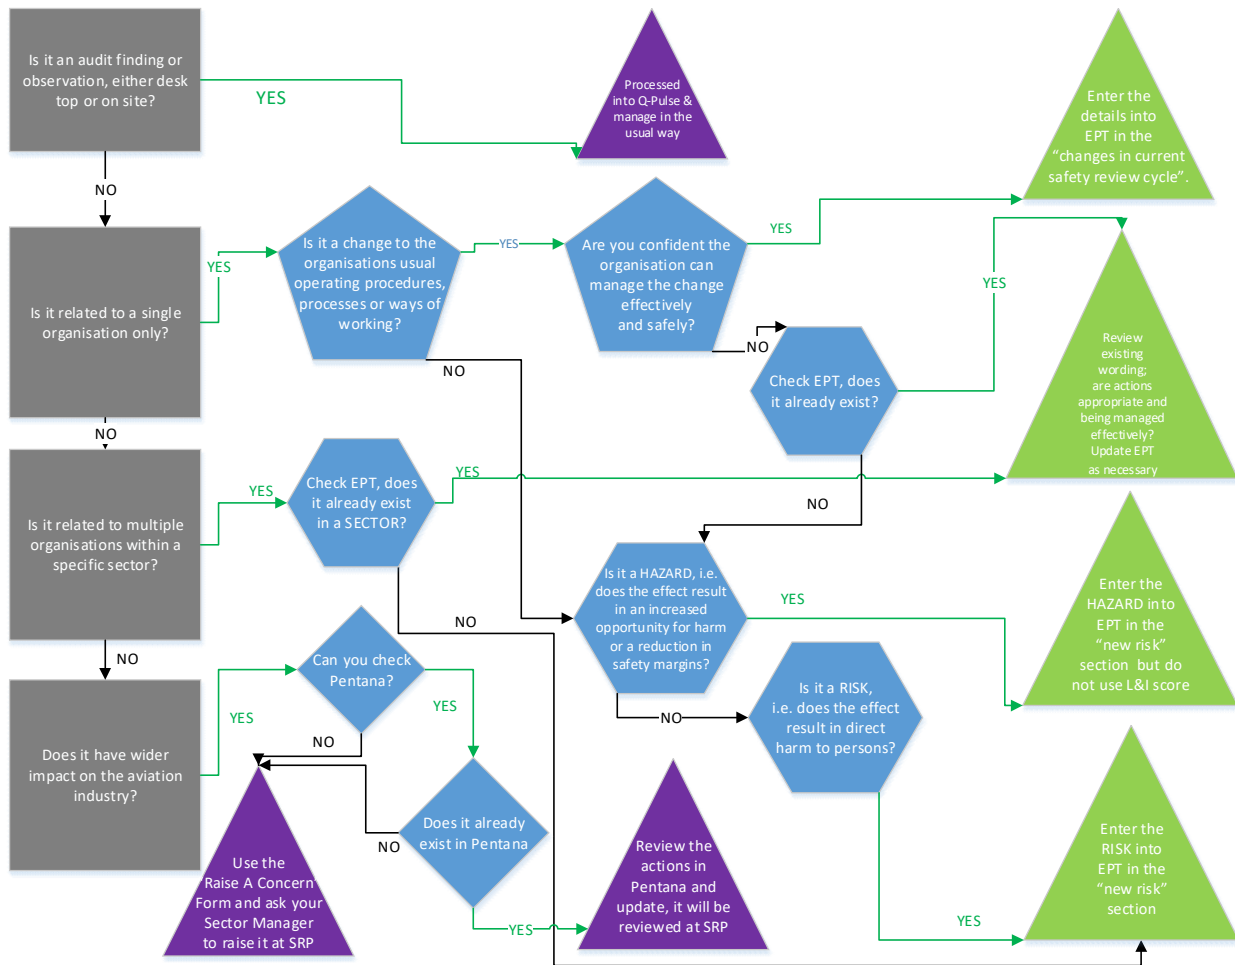 Is it an audit finding or
observation, either desk
top or on site?
YES
Processed
into Q-Pulse &
manage in the
usual way
Enter the
details into
EPT in the
“changes in current
safety review cycle”.
NO
Is it related to a single
organisation only?
YES
Is it a change to the
organisations usual
operating procedures,
processes or ways of
working?
YES
Are you confident the
organisation can
manage the change
effectively
and safely?
YES
NO
NO
Check EPT, does
it already exist?
YES
Review
existing
wording;
are actions
appropriate and
being managed
effectively?
Update EPT
as necessary
NO
NO
Is it related to multiple
organisations within a
specific sector?
YES
Check EPT, does
it already exist
in a SECTOR?
YES
NO
Is it a HAZARD, i.e.
does the effect result
in an increased
opportunity for harm
or a reduction in
safety margins?
YES
Enter the
HAZARD into
EPT in the
“new risk”
section but do
not use L&I score
NO
NO
Is it a RISK,
i.e. does the effect
result in direct
harm to persons?
YES
Enter the
RISK into
EPT in the
“new risk”
section
Does it have wider
impact on the aviation
industry?
YES
Can you check
Pentana?
YES
NO
Does it already
exist in Pentana
NO
YES
Use the
“Raise A Concern”
Form and ask your
Sector Manager
to raise it at SRP
Review the
actions in
Pentana and
update, it will be
reviewed at SRP